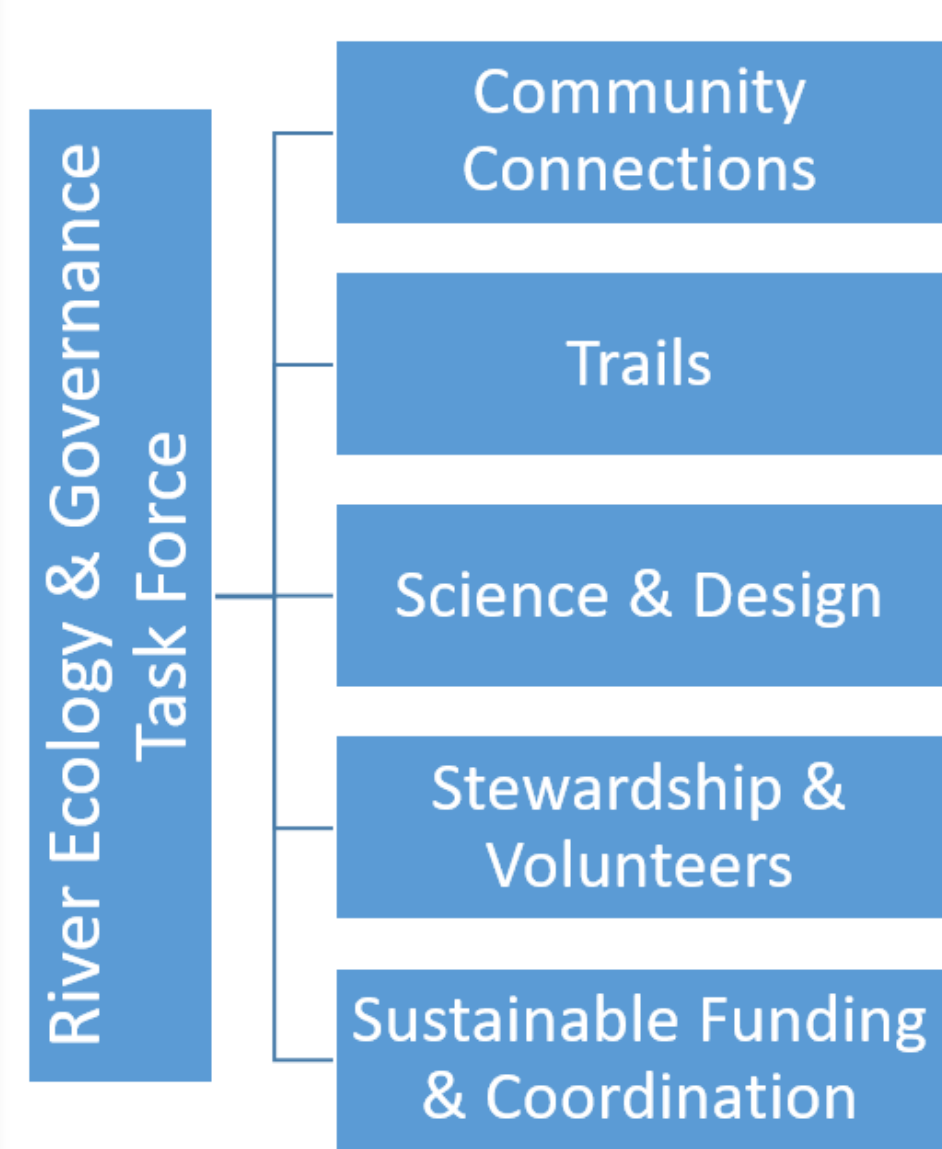 River Ecology & Governance
Task Force
Community
Connections
Trails
Science & Design
Stewardship &
Volunteers
Sustainable Funding
& Coordination